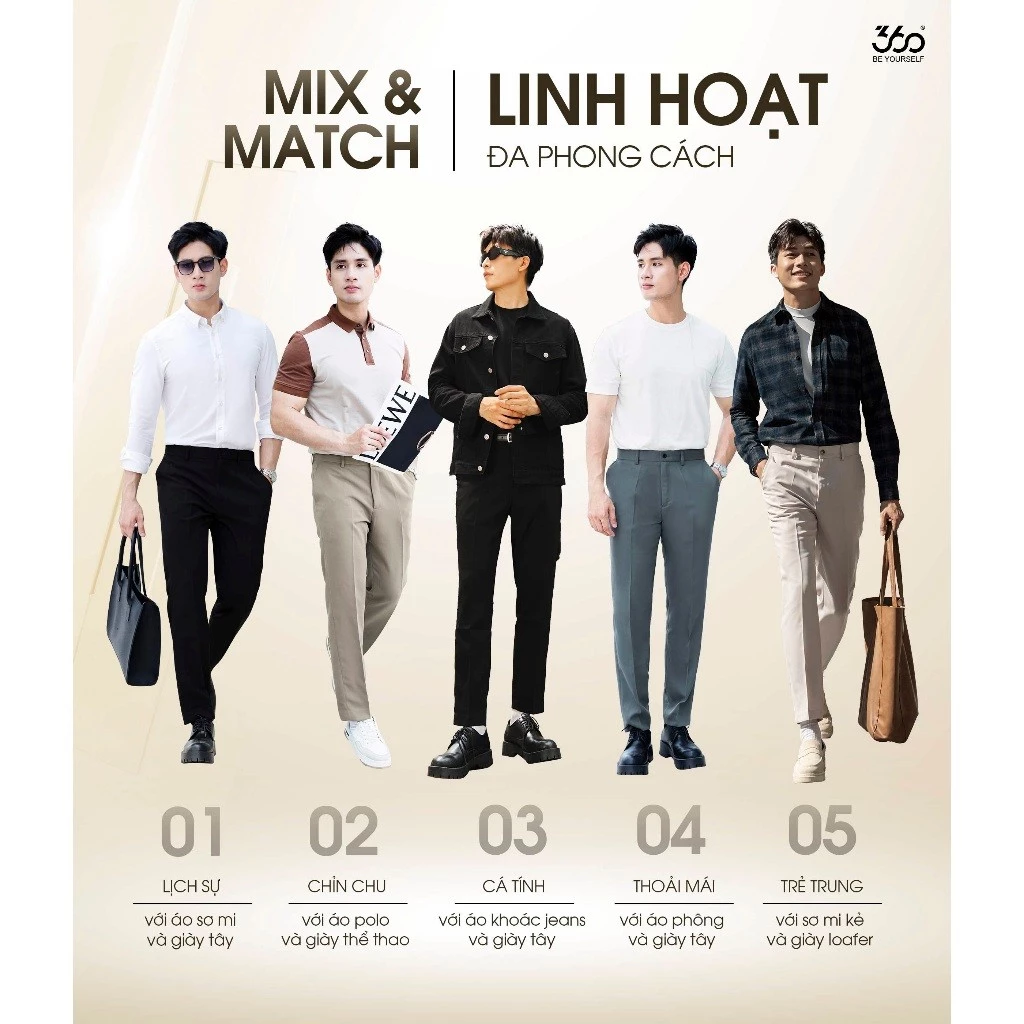 360®
BE YOURSELF
MIX &
MATCH
LINH HOẠT
ĐA PHONG CÁCH
LOEWE
01
LỊCH SỰ
với áo sơ mi
và giày tây
02
CHỈN CHU
với áo polo
và giày thể thao
03
CÁ TÍNH
với áo khoác jeans
và giày tây
04
THOẢI MÁI
với áo phông
và giày tây
05
TRẺ TRUNG
với sơ mi kẻ
và giày loafer